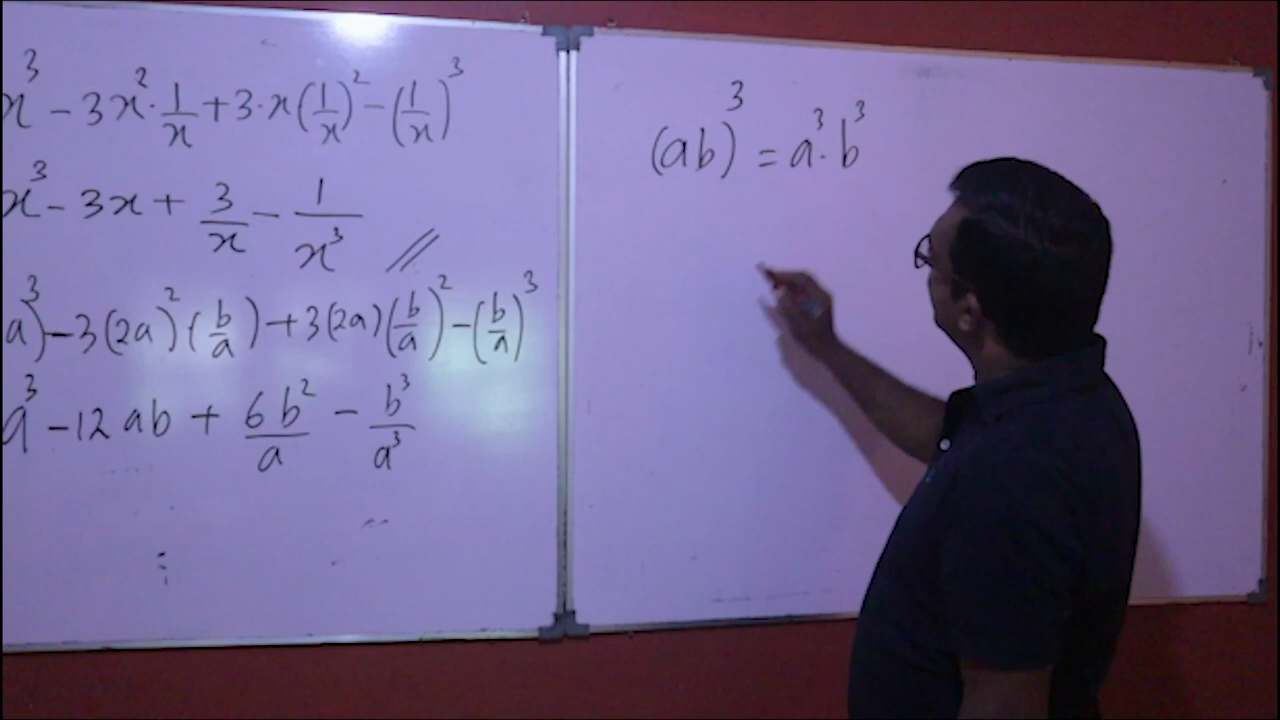 x³ - 3x² · 1/x + 3 · x(1/x)² - (1/x)³
x³ - 3x + 3/x - 1/x³ //
a)³ - 3(2a)² · (b/a) + 3(2a)(b/a)² - (b/a)³
a³ - 12ab + 6b²/a - b³/a³
(ab)³ = a³ · b³